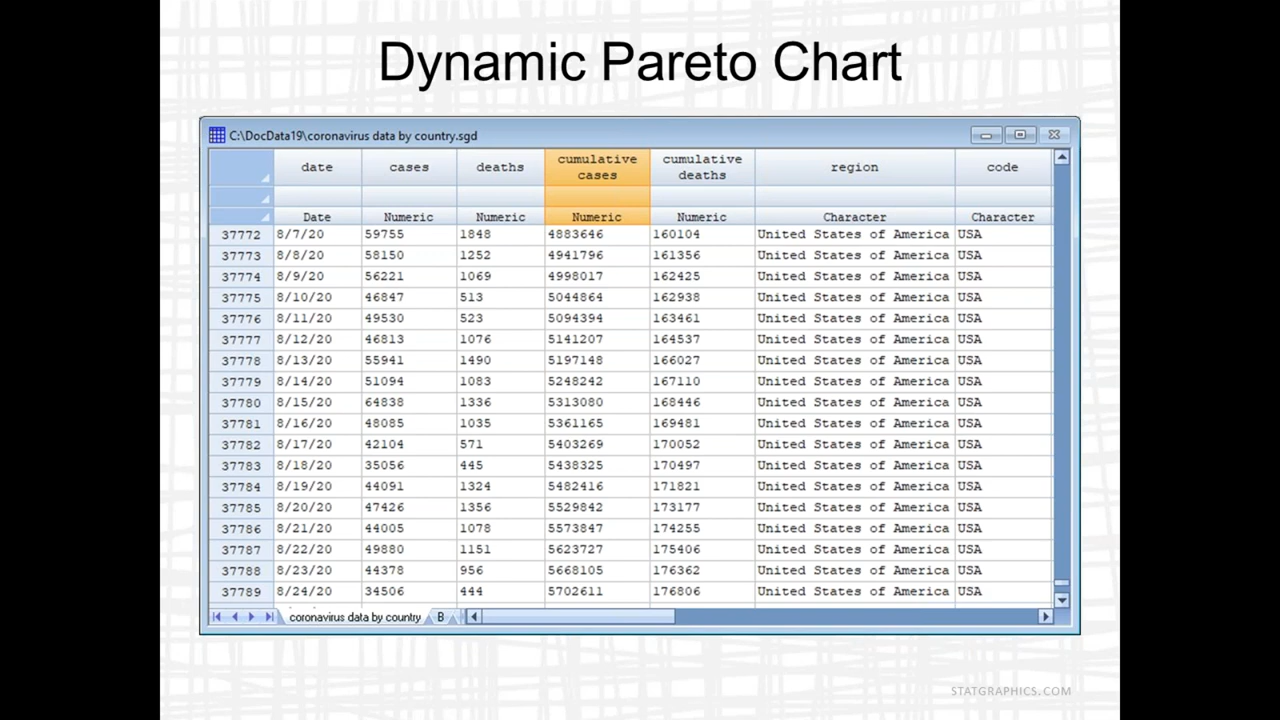 Dynamic Pareto Chart
C:\DocData19\coronavirus data by country.sgd
date cases deaths cumulative cases cumulative deaths region code
Date Numeric Numeric Numeric Numeric Character Character
37772 8/7/20 59755 1848 4883646 160104 United States of America USA
37773 8/8/20 58150 1252 4941796 161356 United States of America USA
37774 8/9/20 56221 1069 4998017 162425 United States of America USA
37775 8/10/20 46847 513 5044864 162938 United States of America USA
37776 8/11/20 49530 523 5094394 163461 United States of America USA
37777 8/12/20 46813 1076 5141207 164537 United States of America USA
37778 8/13/20 55941 1490 5197148 166027 United States of America USA
37779 8/14/20 51094 1083 5248242 167110 United States of America USA
37780 8/15/20 64838 1336 5313080 168446 United States of America USA
37781 8/16/20 48085 1035 5361165 169481 United States of America USA
37782 8/17/20 42104 571 5403269 170052 United States of America USA
37783 8/18/20 35056 445 5438325 170497 United States of America USA
37784 8/19/20 44091 1324 5482416 171821 United States of America USA
37785 8/20/20 47426 1356 5529842 173177 United States of America USA
37786 8/21/20 44005 1078 5573847 174255 United States of America USA
37787 8/22/20 49880 1151 5623727 175406 United States of America USA
37788 8/23/20 44378 956 5668105 176362 United States of America USA
37789 8/24/20 34506 444 5702611 176806 United States of America USA
coronavirus data by country B
STATGRAPHICS.COM